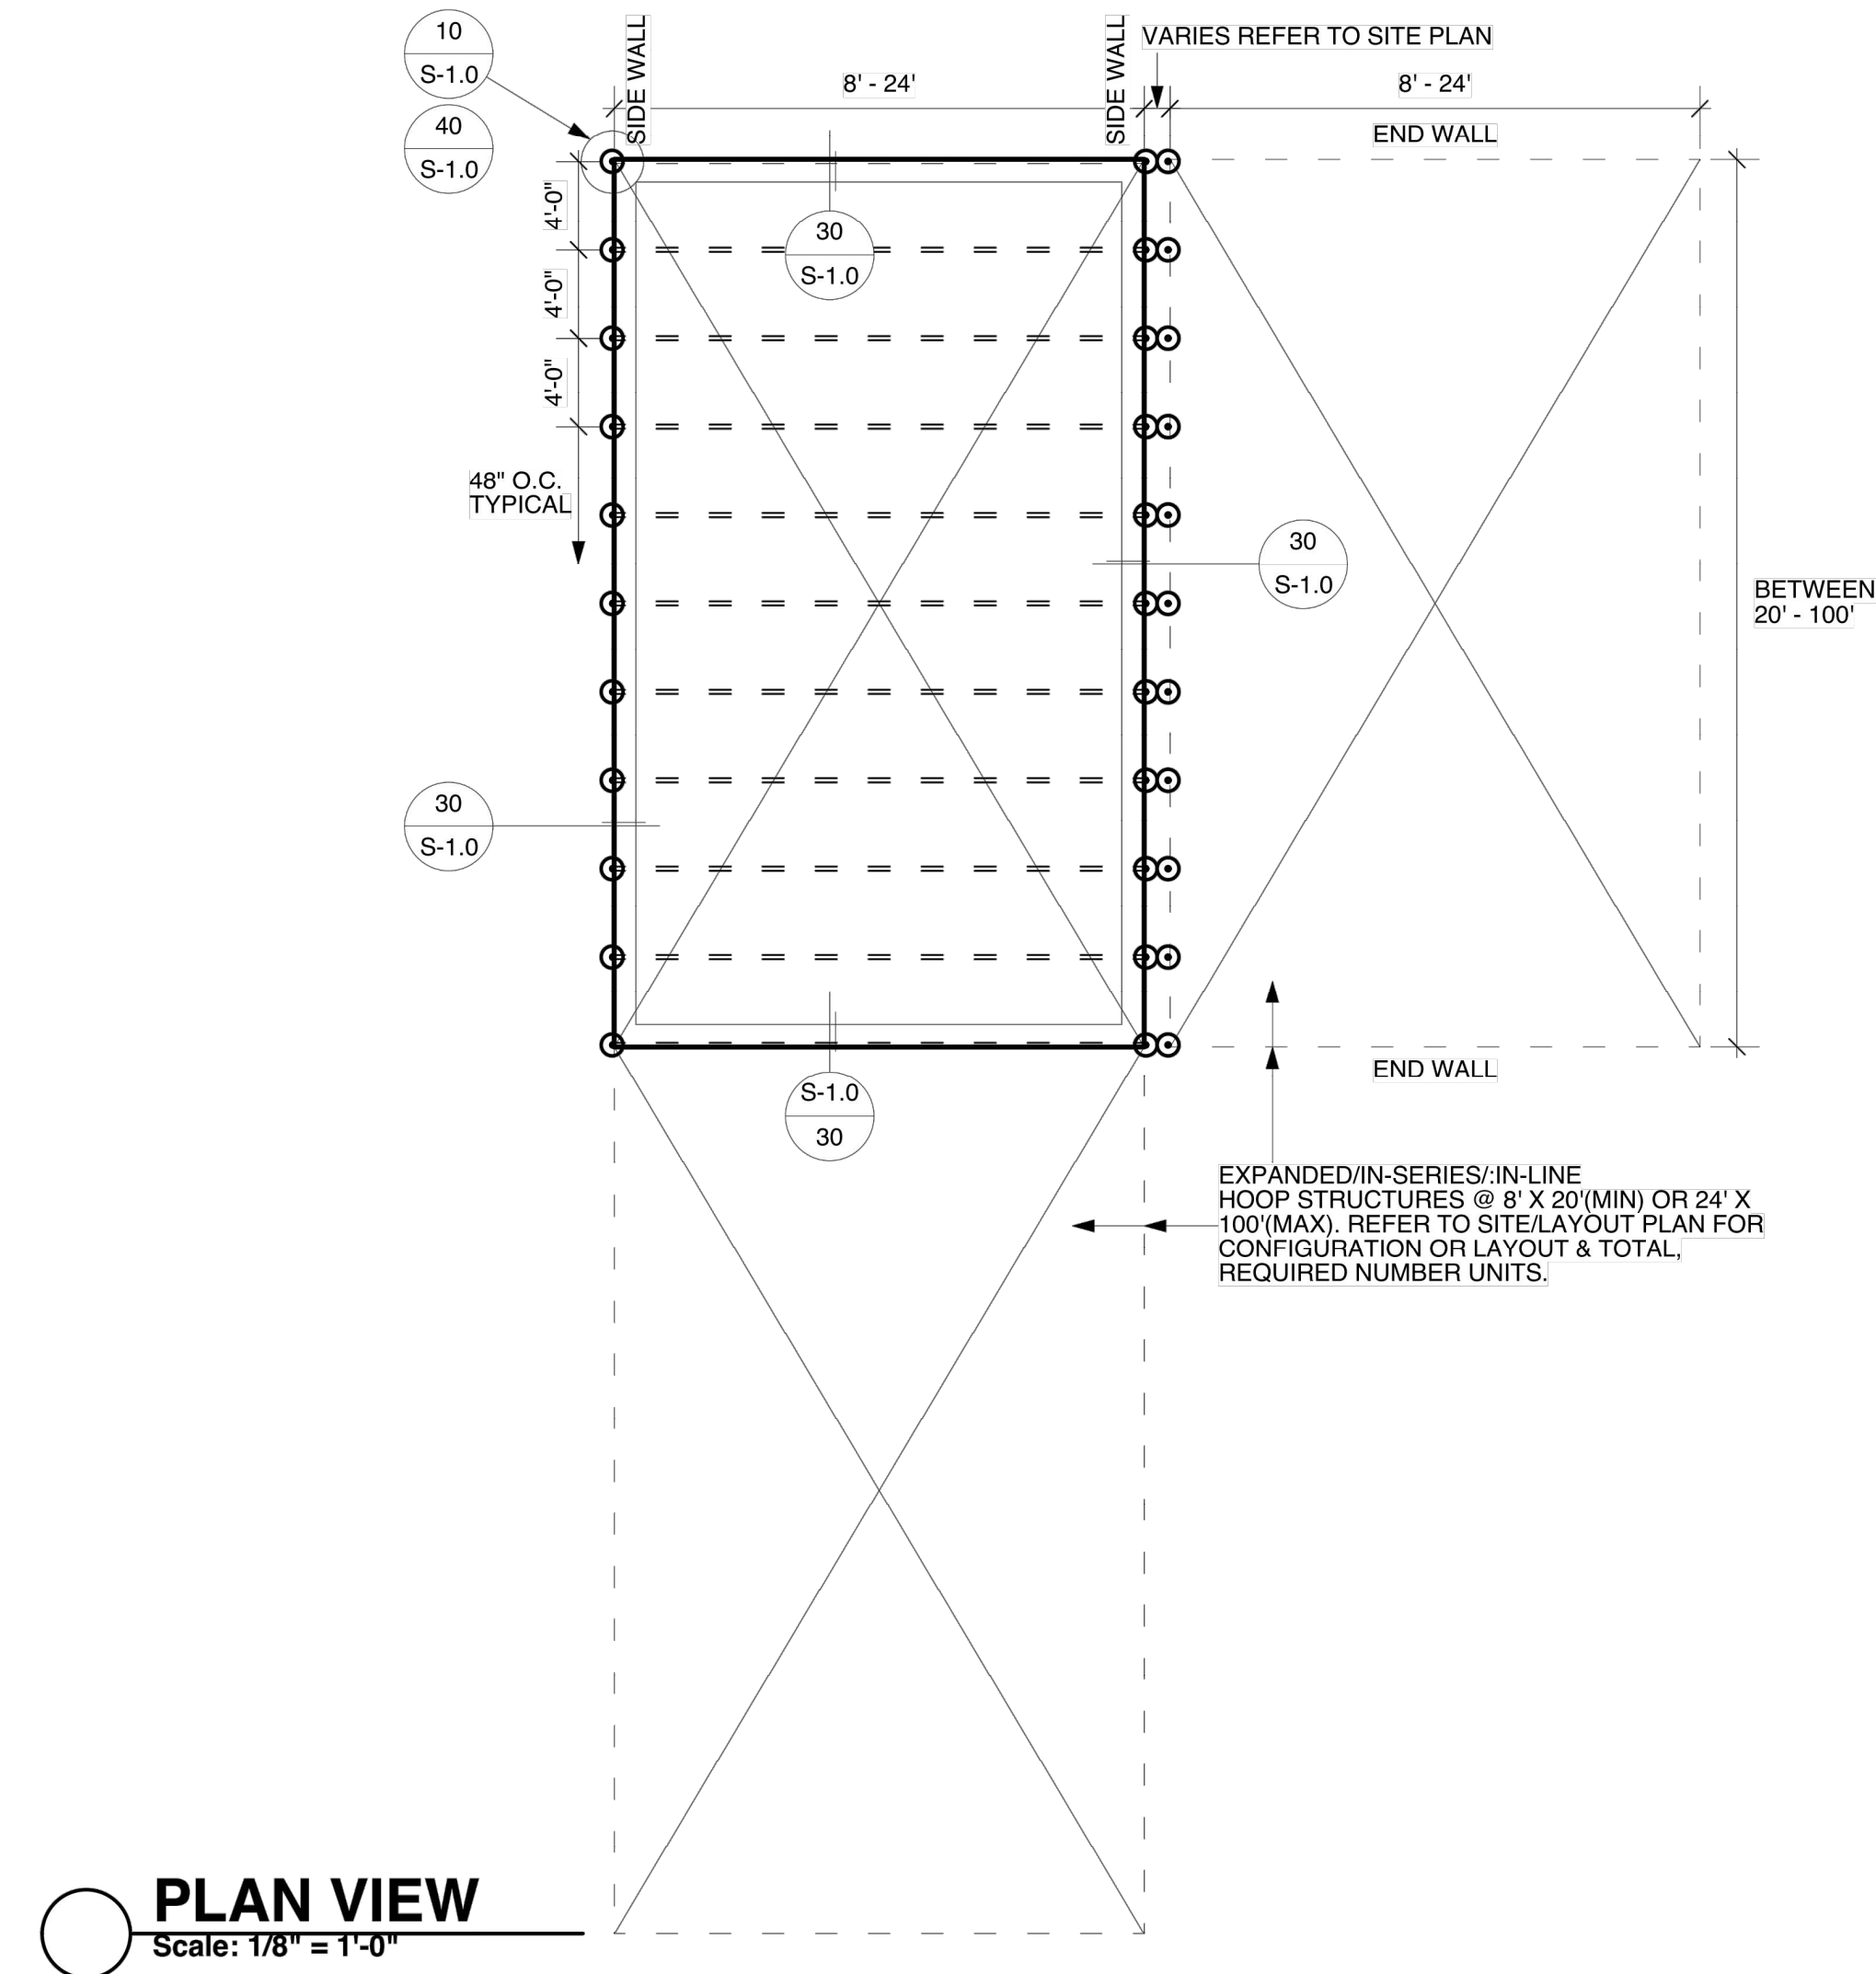 10
S-1.0
40
S-1.0
SIDE WALL
SIDE WALL
VARIES REFER TO SITE PLAN
8' - 24'
8' - 24'
END WALL
4'-0"
4'-0"
4'-0"
30
S-1.0
48" O.C.
TYPICAL
30
S-1.0
BETWEEN
20' - 100'
30
S-1.0
S-1.0
30
END WALL
EXPANDED/IN-SERIES/:IN-LINE
HOOP STRUCTURES @ 8' X 20'(MIN) OR 24' X
100'(MAX). REFER TO SITE/LAYOUT PLAN FOR
CONFIGURATION OR LAYOUT & TOTAL,
REQUIRED NUMBER UNITS.
PLAN VIEW
Scale: 1/8" = 1'-0"